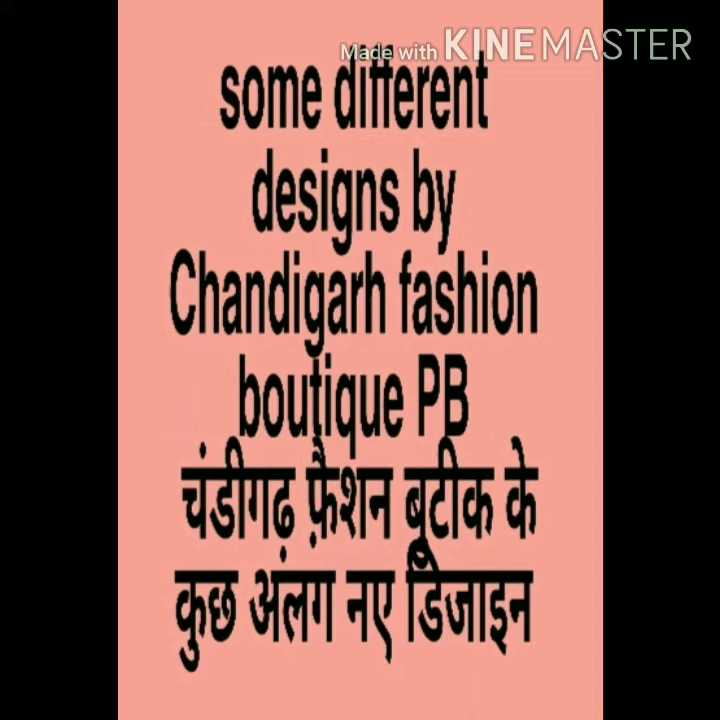 Made with KINEMASTER
some different
designs by
Chandigarh fashion
boutique PB
चंडीगढ़ फ़ैशन बूटीक के
कुछ अलग नए डिजाइन